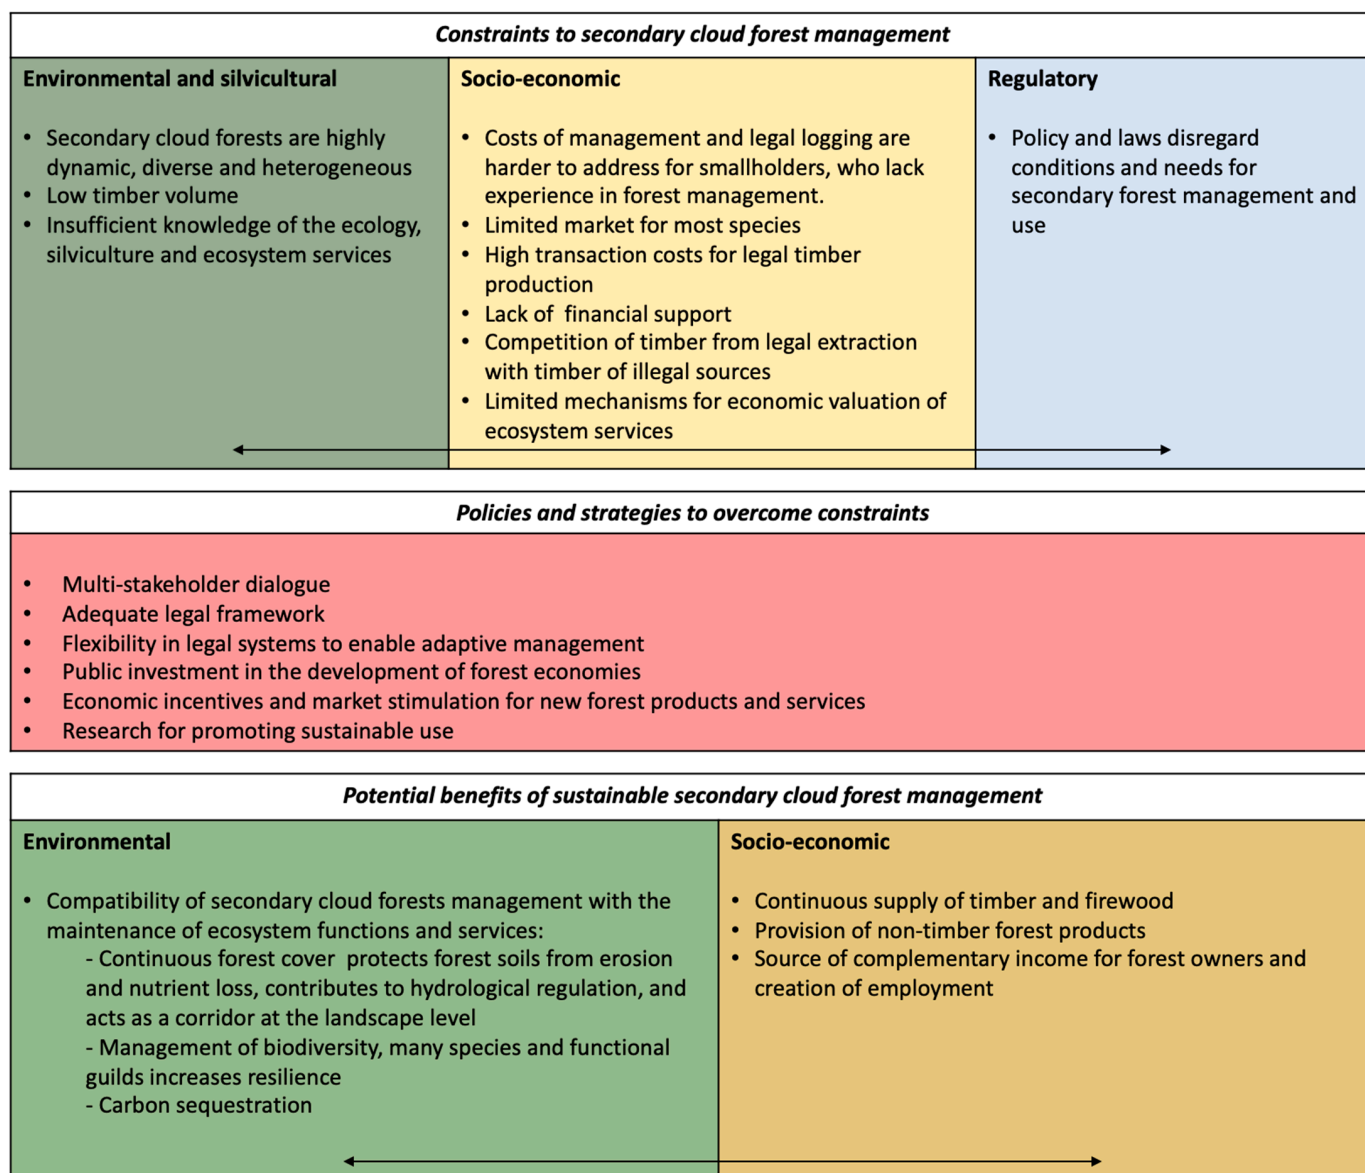 Constraints to secondary cloud forest management
Environmental and silvicultural
• Secondary cloud forests are highly
dynamic, diverse and heterogeneous
• Low timber volume
• Insufficient knowledge of the ecology,
silviculture and ecosystem services
Socio-economic
• Costs of management and legal logging are
harder to address for smallholders, who lack
experience in forest management.
• Limited market for most species
• High transaction costs for legal timber
production
• Lack of financial support
• Competition of timber from legal extraction
with timber of illegal sources
• Limited mechanisms for economic valuation of
ecosystem services
Regulatory
• Policy and laws disregard
conditions and needs for
secondary forest management and
use
Policies and strategies to overcome constraints
• Multi-stakeholder dialogue
• Adequate legal framework
• Flexibility in legal systems to enable adaptive management
• Public investment in the development of forest economies
• Economic incentives and market stimulation for new forest products and services
• Research for promoting sustainable use
Potential benefits of sustainable secondary cloud forest management
Environmental
• Compatibility of secondary cloud forests management with the
maintenance of ecosystem functions and services:
- Continuous forest cover protects forest soils from erosion
and nutrient loss, contributes to hydrological regulation, and
acts as a corridor at the landscape level
- Management of biodiversity, many species and functional
guilds increases resilience
- Carbon sequestration
Socio-economic
• Continuous supply of timber and firewood
• Provision of non-timber forest products
• Source of complementary income for forest owners and
creation of employment